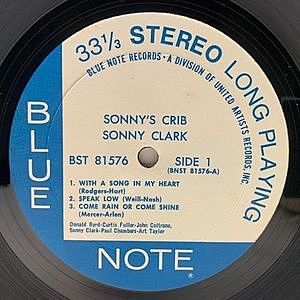 33 1/3 STEREO LONG PLAYING
BLUE NOTE RECORDS • A DIVISION OF UNITED ARTISTS RECORDS, INC.
BLUE
NOTE
®
SONNY'S CRIB
SONNY CLARK
BST 81576 SIDE 1
(BNST 81576-A)
1. WITH A SONG IN MY HEART
(Rodgers-Hart)
2. SPEAK LOW (Weill-Nash)
3. COME RAIN OR COME SHINE
(Mercer-Arlen)
Donald Byrd-Curtis Fuller-John Coltrane,
Sonny Clark-Paul Chambers-Art Taylor